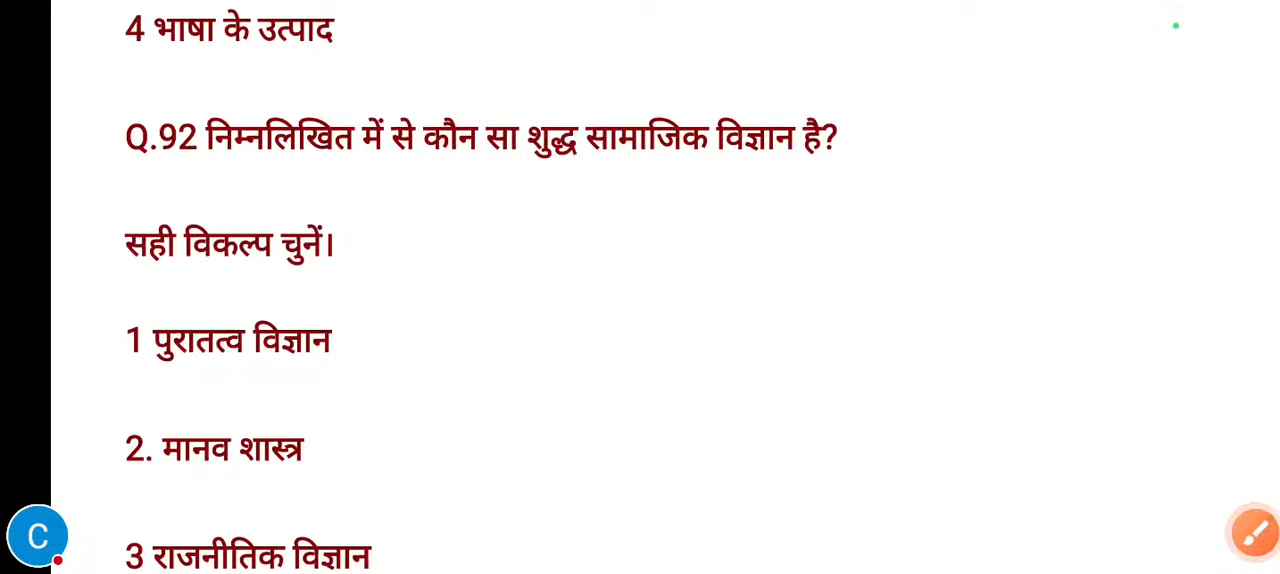 4 भाषा के उत्पाद
Q.92 निम्नलिखित में से कौन सा शुद्ध सामाजिक विज्ञान है?
सही विकल्प चुनें।
1 पुरातत्व विज्ञान
2. मानव शास्त्र
C
3 राजनीतिक विज्ञान